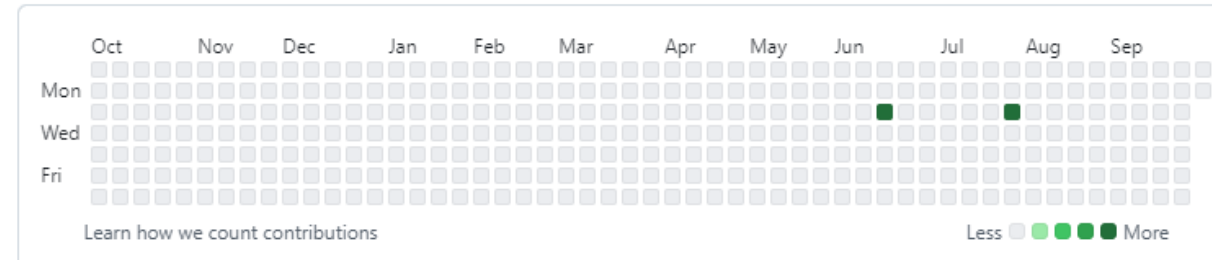 Oct Nov Dec Jan Feb Mar Apr May Jun Jul Aug Sep
Mon
Wed
Fri
Learn how we count contributions
Less More